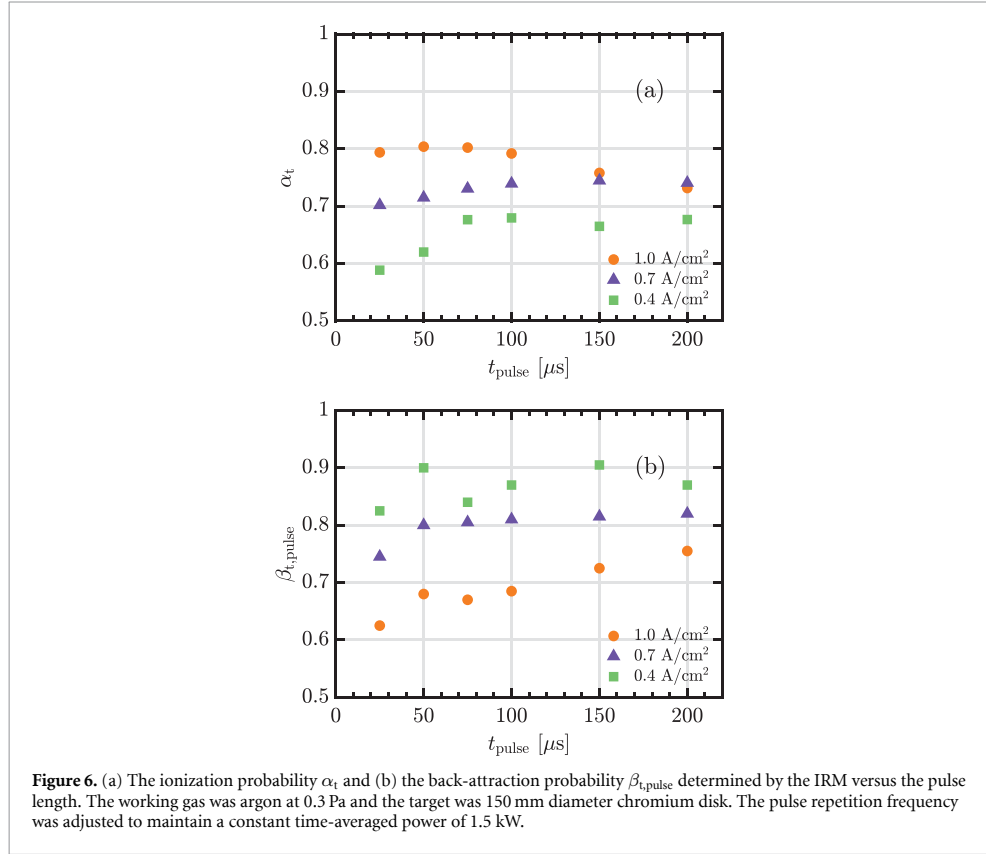 1
0.9
0.8
0.7
0.6
0.5
αt
(a)
1.0 A/cm²
0.7 A/cm²
0.4 A/cm²
0 50 100 150 200
tpulse [μs]
1
0.9
0.8
0.7
0.6
0.5
βt,pulse
(b)
1.0 A/cm²
0.7 A/cm²
0.4 A/cm²
0 50 100 150 200
tpulse [μs]
Figure 6. (a) The ionization probability αt and (b) the back-attraction probability βt,pulse determined by the IRM versus the pulse
length. The working gas was argon at 0.3 Pa and the target was 150 mm diameter chromium disk. The pulse repetition frequency
was adjusted to maintain a constant time-averaged power of 1.5 kW.